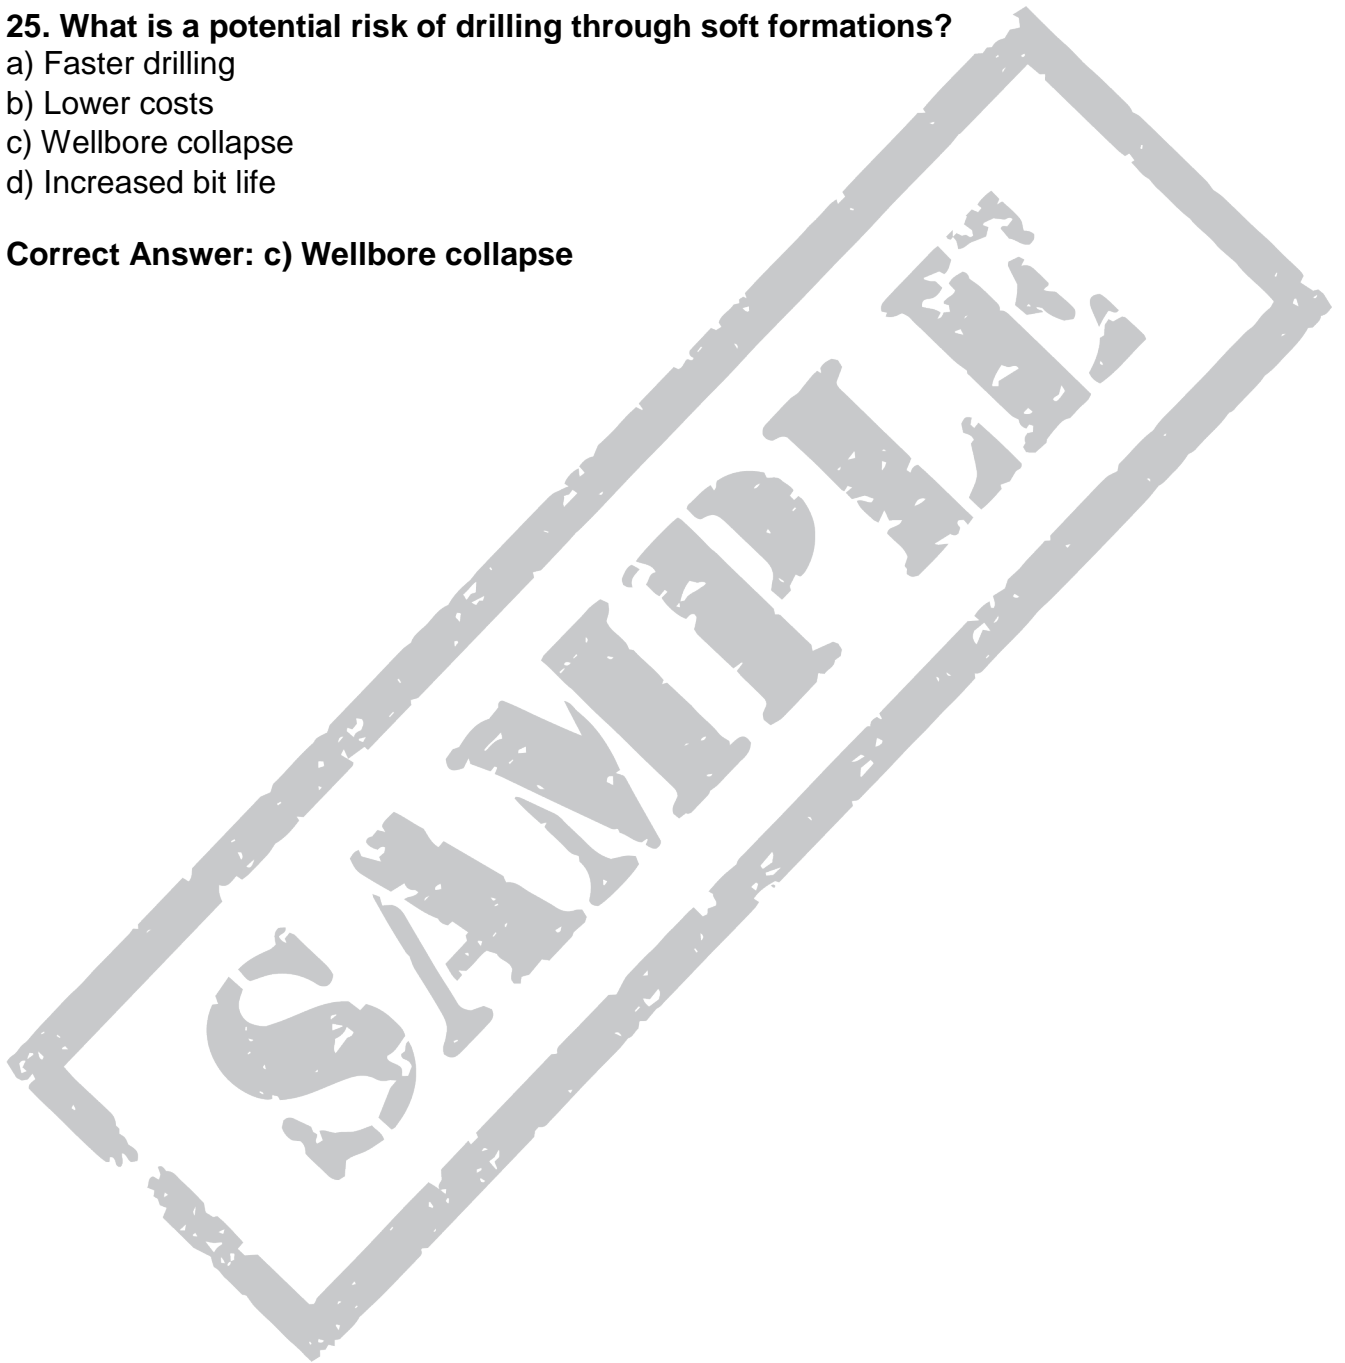 25. What is a potential risk of drilling through soft formations?
a) Faster drilling
b) Lower costs
c) Wellbore collapse
d) Increased bit life
Correct Answer: c) Wellbore collapse
SAMPLE